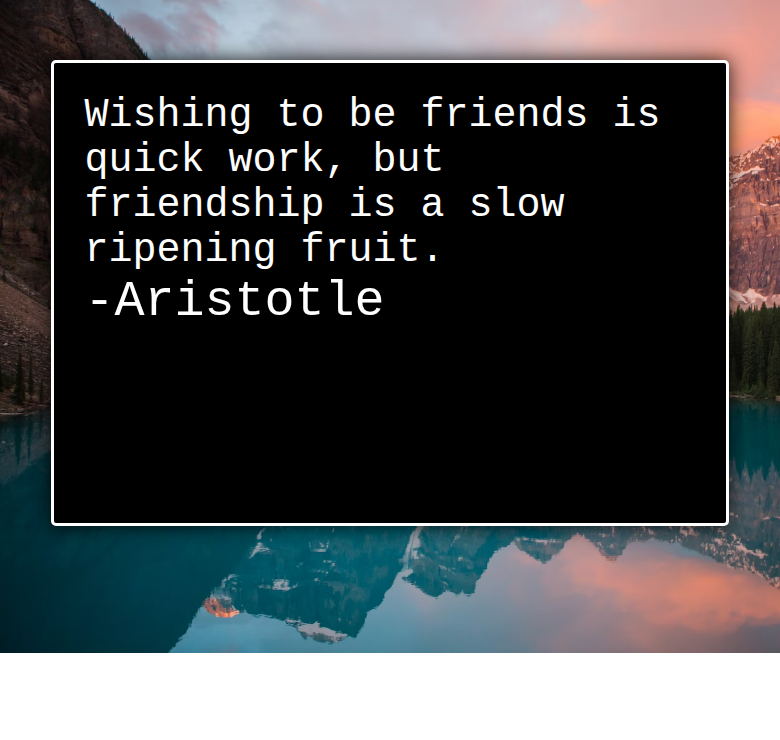 Wishing to be friends is
quick work, but
friendship is a slow
ripening fruit.
-Aristotle